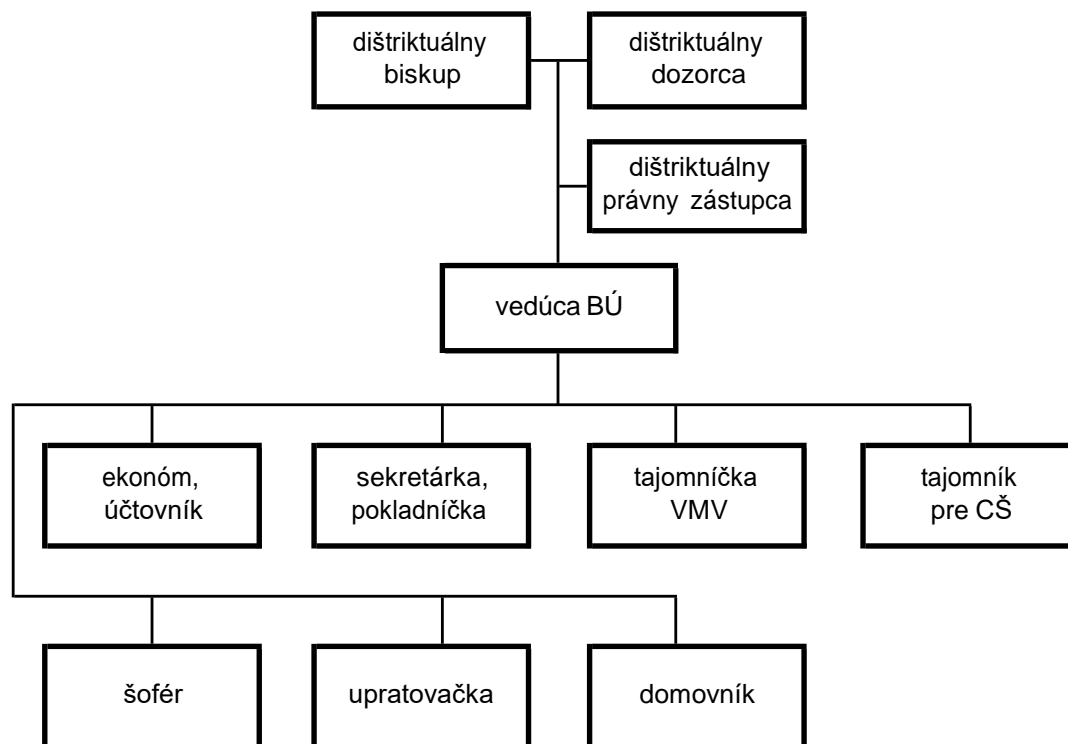 dištriktuálny
biskup
dištriktuálny
dozorca
dištriktuálny
právny zástupca
vedúca BÚ
ekonóm,
účtovník
sekretárka,
pokladníčka
tajomníčka
VMV
tajomník
pre CŠ
šofér
upratovačka
domovník